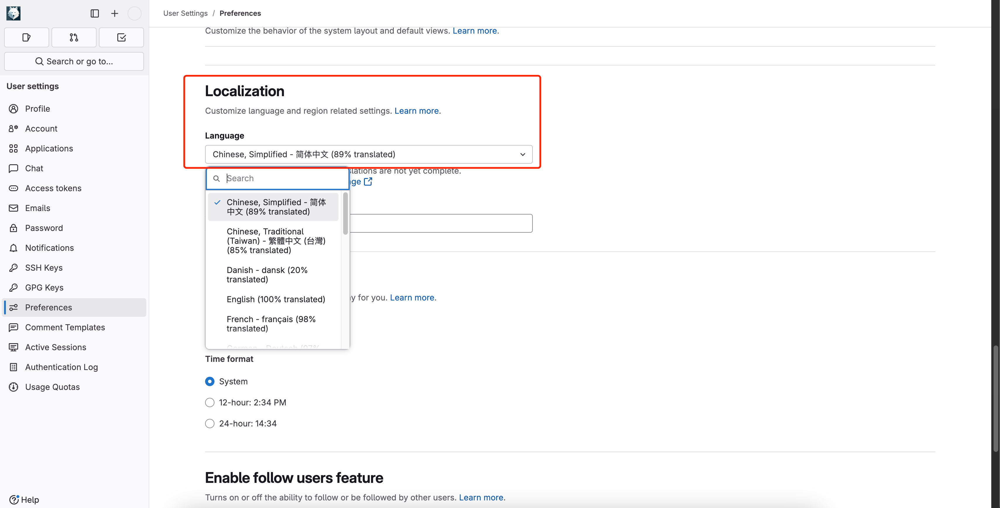 User Settings / Preferences
Search or go to...
User settings
Profile
Account
Applications
Chat
Access tokens
Emails
Password
Notifications
SSH Keys
GPG Keys
Preferences
Comment Templates
Active Sessions
Authentication Log
Usage Quotas
Help
Customize the behavior of the system layout and default views. Learn more.
Localization
Customize language and region related settings. Learn more.
Language
Chinese, Simplified - 简体中文 (89% translated)
are not yet complete.
Search
Chinese, Simplified - 简体
中文 (89% translated)
Chinese, Traditional
(Taiwan) - 繁體中文 (台灣)
(85% translated)
Danish - dansk (20%
translated)
English (100% translated)
for you. Learn more.
French - français (98%
translated)
German - Deutsch (97%
Time format
System
12-hour: 2:34 PM
24-hour: 14:34
Enable follow users feature
Turns on or off the ability to follow or be followed by other users. Learn more.